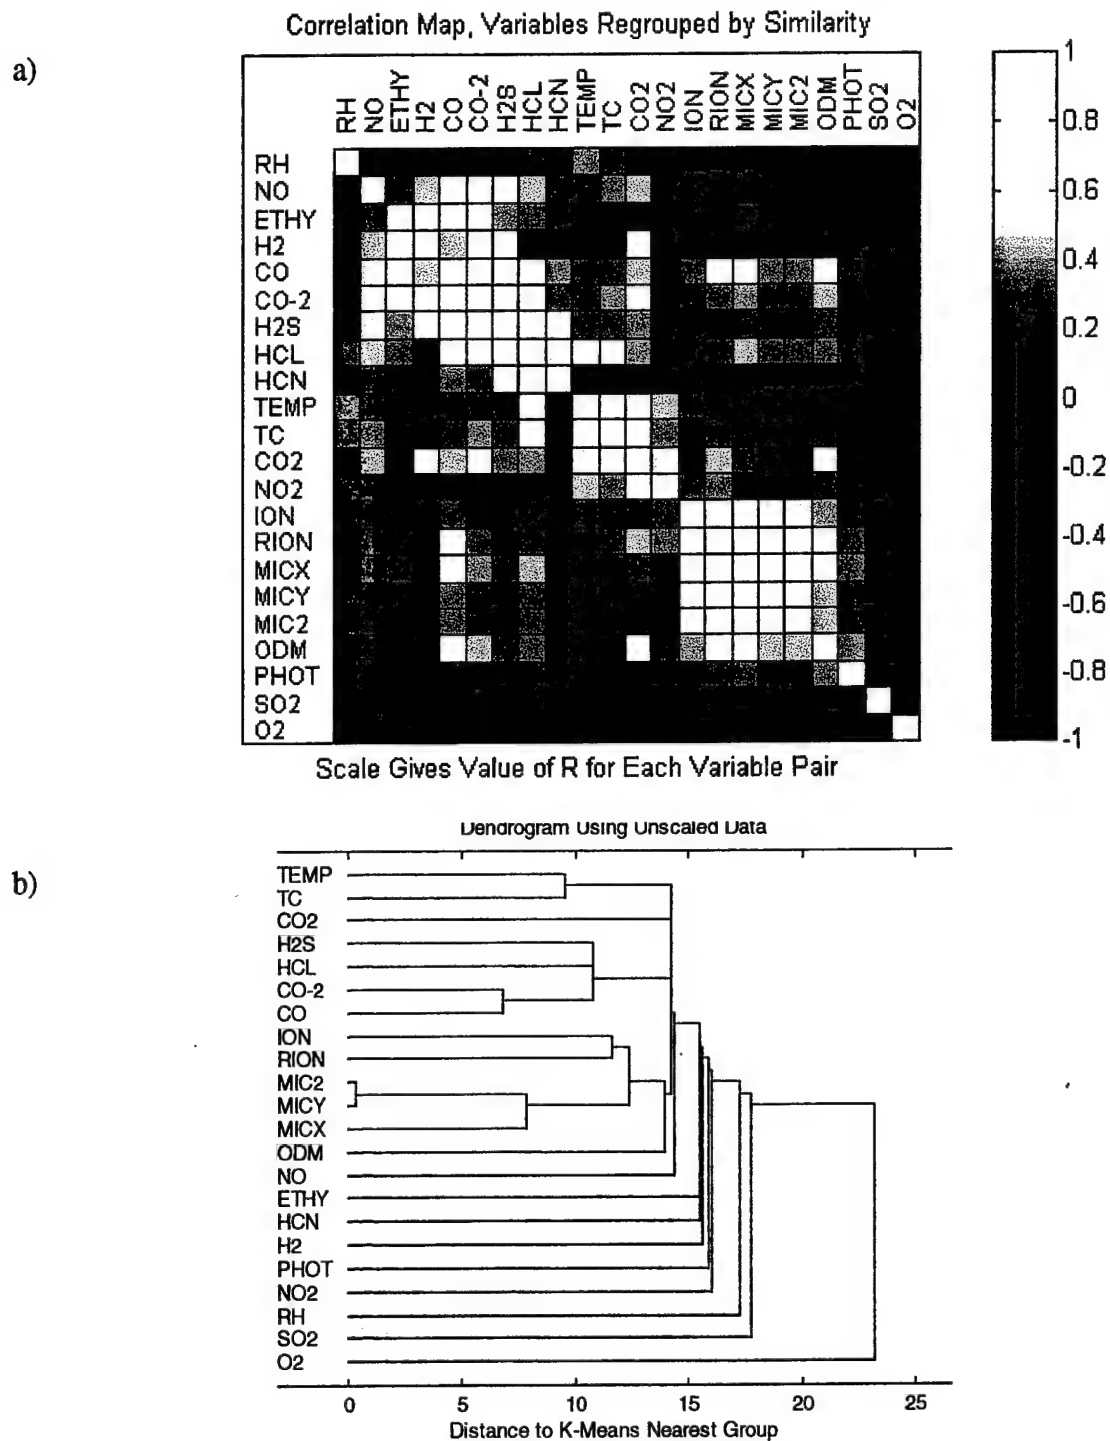 a)
Correlation Map, Variables Regrouped by Similarity
RH NO ETHY H2 CO CO-2 H2S HCL HCN TEMP TC CO2 NO2 ION RION MICX MICY MIC2 ODM PHOT SO2 O2
RH
NO
ETHY
H2
CO
CO-2
H2S
HCL
HCN
TEMP
TC
CO2
NO2
ION
RION
MICX
MICY
MIC2
ODM
PHOT
SO2
O2
1
0.8
0.6
0.4
0.2
0
-0.2
-0.4
-0.6
-0.8
-1
Scale Gives Value of R for Each Variable Pair
b)
Dendrogram Using Unscaled Data
TEMP
TC
CO2
H2S
HCL
CO-2
CO
ION
RION
MIC2
MICY
MICX
ODM
NO
ETHY
HCN
H2
PHOT
NO2
RH
SO2
O2
0 5 10 15 20 25
Distance to K-Means Nearest Group